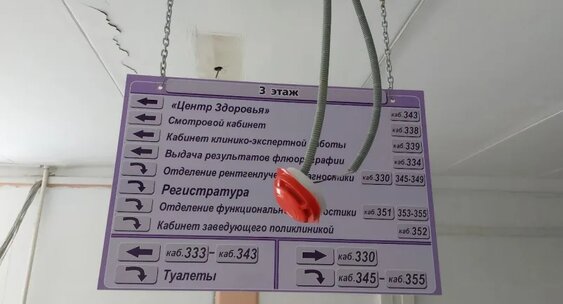 3 этаж
«Центр Здоровья» каб.343
Смотровой кабинет каб.338
Кабинет клинико-экспертной работы каб.339
Выдача результатов флюорографии каб.334
Отделение каб.330 345-349
Регистратура
Отделение каб.351 353-355
Кабинет заведующего поликлиникой каб.352
каб.333 – каб.343
каб.330
Туалеты
каб.345 – каб.355